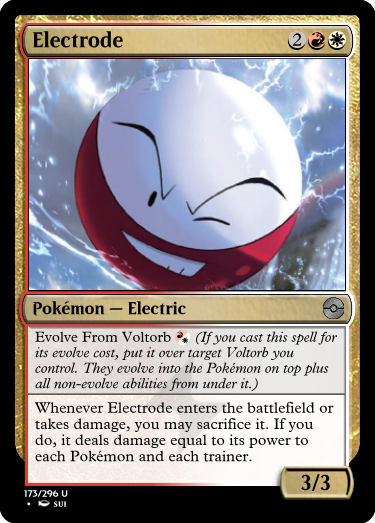 Electrode 2
Pokémon — Electric
Evolve From Voltorb (If you cast this spell for
its evolve cost, put it over target Voltorb you
control. They evolve into the Pokémon on top plus
all non-evolve abilities from under it.)
Whenever Electrode enters the battlefield or
takes damage, you may sacrifice it. If you
do, it deals damage equal to its power to
each Pokémon and each trainer.
3/3
173/296 U
• SUI